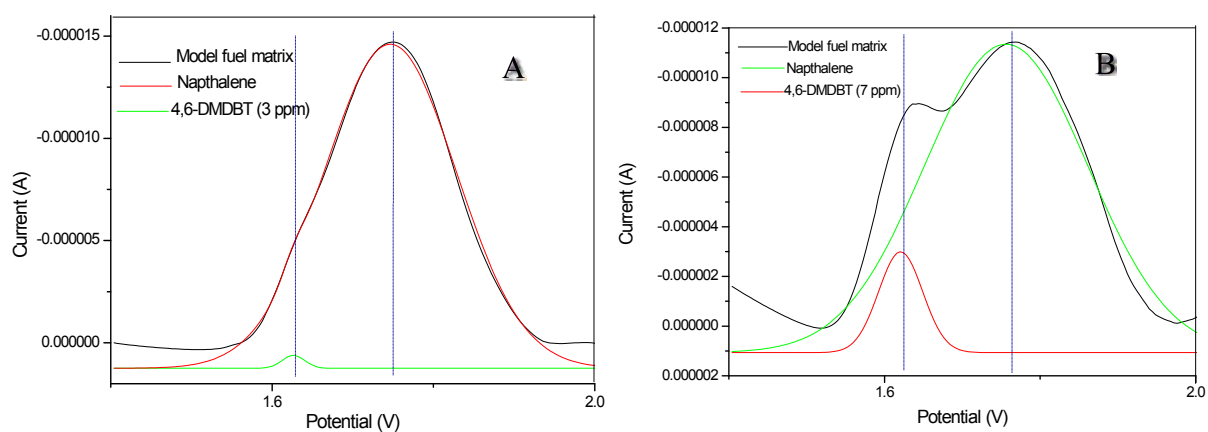 -0.000015
-0.000010
-0.000005
0.000000
Current (A)
Model fuel matrix
Napthalene
4,6-DMDBT (3 ppm)
A
1.6
2.0
Potential (V)
-0.000012
-0.000010
-0.000008
-0.000006
-0.000004
-0.000002
0.000000
0.000002
Current (A)
Model fuel matrix
Napthalene
4,6-DMDBT (7 ppm)
B
1.6
2.0
Potential (V)